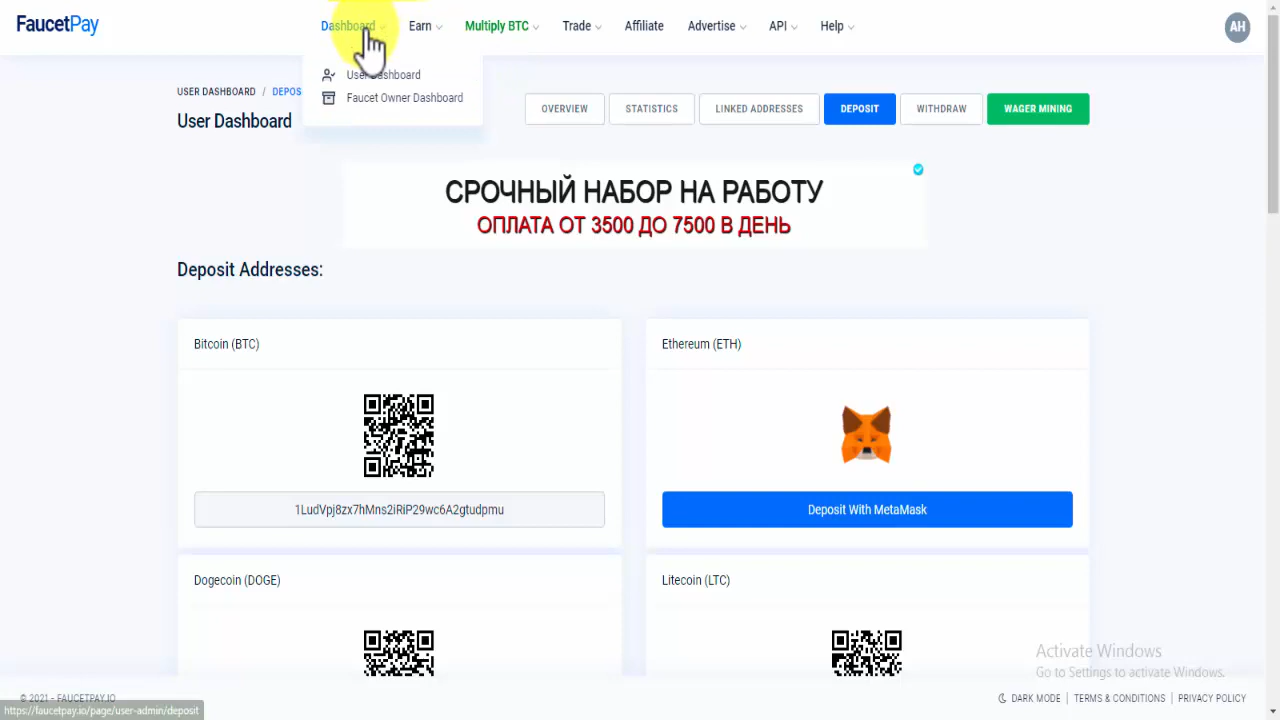 FaucetPay
Dashboard Earn Multiply BTC Trade Affiliate Advertise API Help AH
User Dashboard
Faucet Owner Dashboard
USER DASHBOARD / DEPOS
User Dashboard
OVERVIEW STATISTICS LINKED ADDRESSES DEPOSIT WITHDRAW WAGER MINING
СРОЧНЫЙ НАБОР НА РАБОТУ
ОПЛАТА ОТ 3500 ДО 7500 В ДЕНЬ
Deposit Addresses:
Bitcoin (BTC)
1LudVpj8zx7hMns2iRiP29wc6A2gtudpmu
Ethereum (ETH)
Deposit With MetaMask
Dogecoin (DOGE)
Litecoin (LTC)
Activate Windows
Go to Settings to activate Windows.
© 2021 - FAUCETPAY.IO
DARK MODE | TERMS & CONDITIONS | PRIVACY POLICY
https://faucetpay.io/page/user-admin/deposit